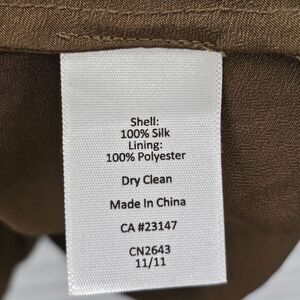 Shell:
100% Silk
Lining:
100% Polyester
Dry Clean
Made In China
CA #23147
CN2643
11/11